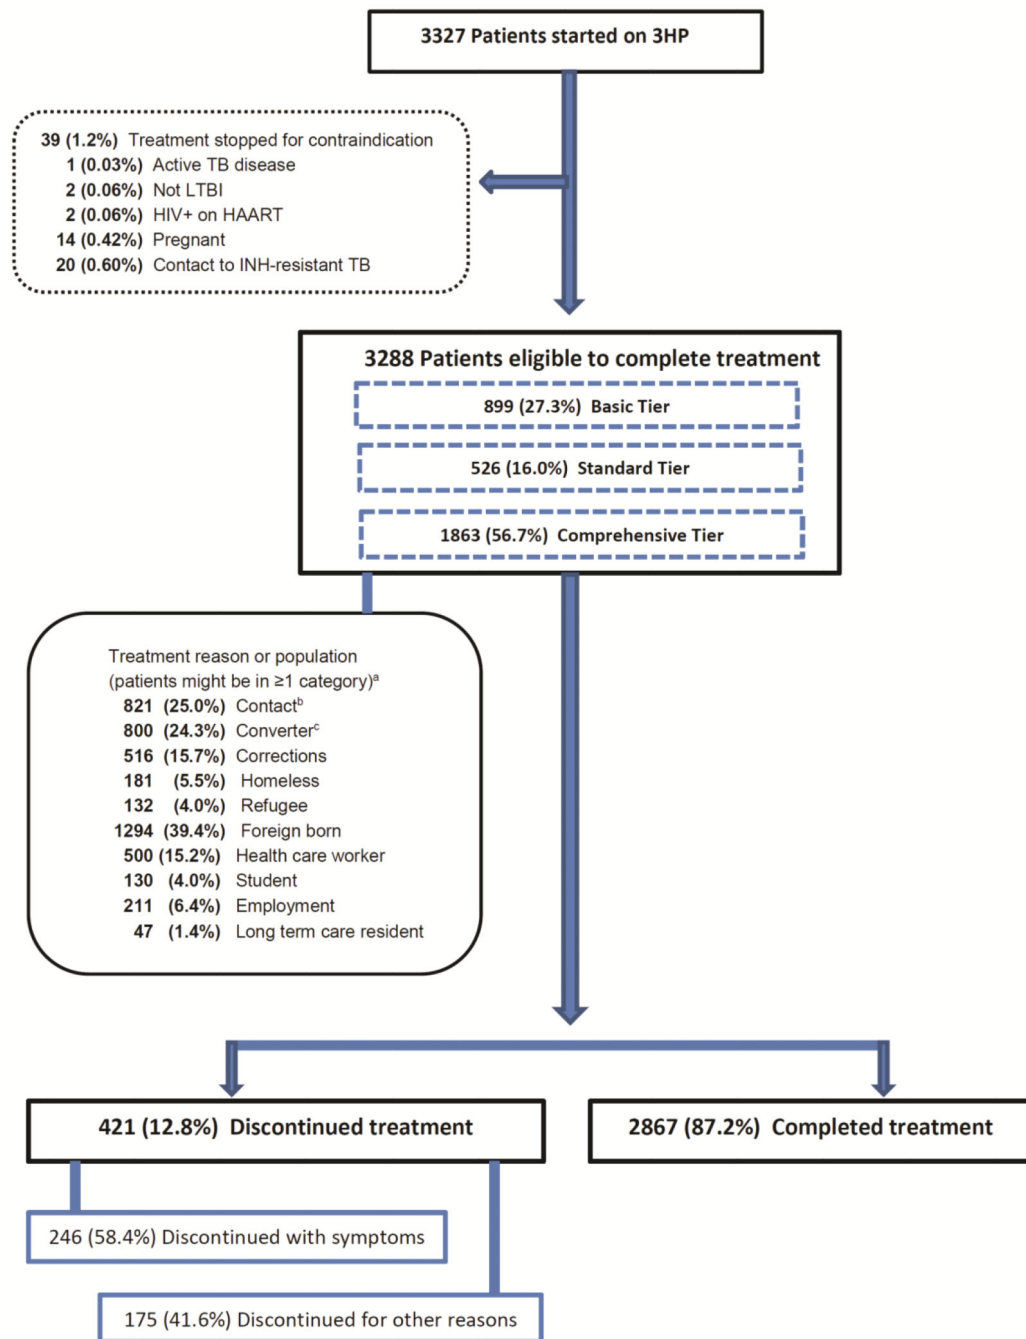 3327 Patients started on 3HP
39 (1.2%) Treatment stopped for contraindication
1 (0.03%) Active TB disease
2 (0.06%) Not LTBI
2 (0.06%) HIV+ on HAART
14 (0.42%) Pregnant
20 (0.60%) Contact to INH-resistant TB
3288 Patients eligible to complete treatment
899 (27.3%) Basic Tier
526 (16.0%) Standard Tier
1863 (56.7%) Comprehensive Tier
Treatment reason or population
(patients might be in ≥1 category)ᵃ
821 (25.0%) Contactᵇ
800 (24.3%) Converterᶜ
516 (15.7%) Corrections
181 (5.5%) Homeless
132 (4.0%) Refugee
1294 (39.4%) Foreign born
500 (15.2%) Health care worker
130 (4.0%) Student
211 (6.4%) Employment
47 (1.4%) Long term care resident
421 (12.8%) Discontinued treatment
2867 (87.2%) Completed treatment
246 (58.4%) Discontinued with symptoms
175 (41.6%) Discontinued for other reasons